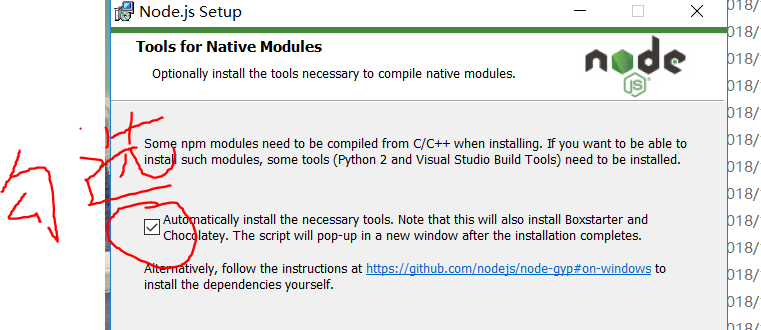 Node.js Setup
Tools for Native Modules
Optionally install the tools necessary to compile native modules.
node
JS
Some npm modules need to be compiled from C/C++ when installing. If you want to be able to
install such modules, some tools (Python 2 and Visual Studio Build Tools) need to be installed.
勾选
Automatically install the necessary tools. Note that this will also install Boxstarter and
Chocolatey. The script will pop-up in a new window after the installation completes.
Alternatively, follow the instructions at https://github.com/nodejs/node-gyp#on-windows to
install the dependencies yourself.
018/
018/
018/
018/
018/
018/
018/
018/
018/
018/
018/
018/
018/